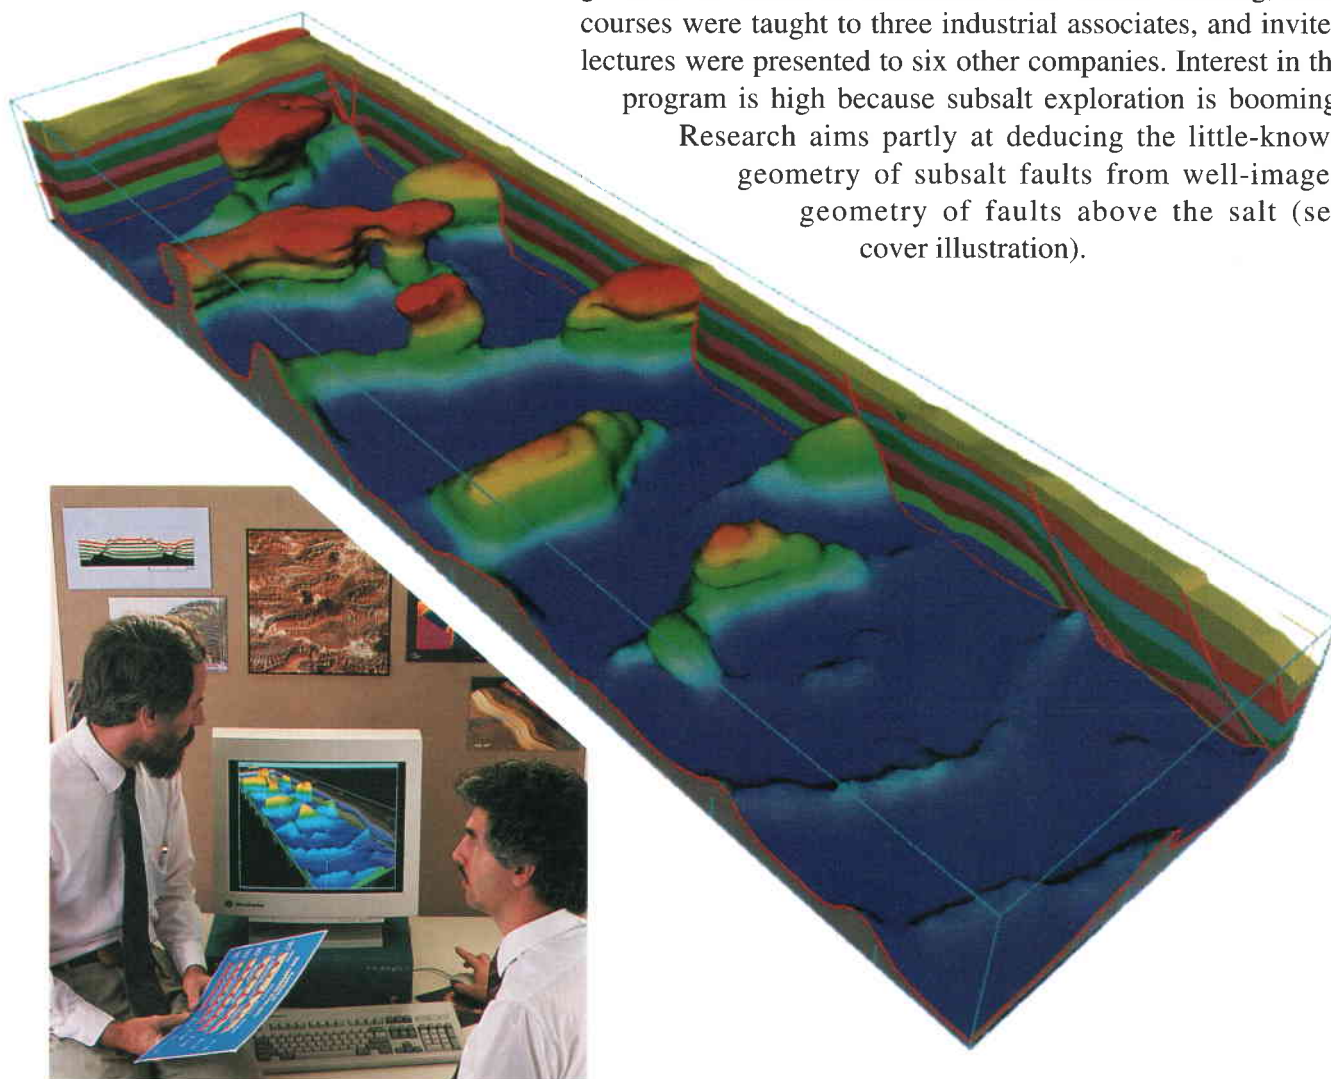 courses were taught to three industrial associates, and invite
lectures were presented to six other companies. Interest in th
program is high because subsalt exploration is booming
Research aims partly at deducing the little-know
geometry of subsalt faults from well-image
geometry of faults above the salt (se
cover illustration).